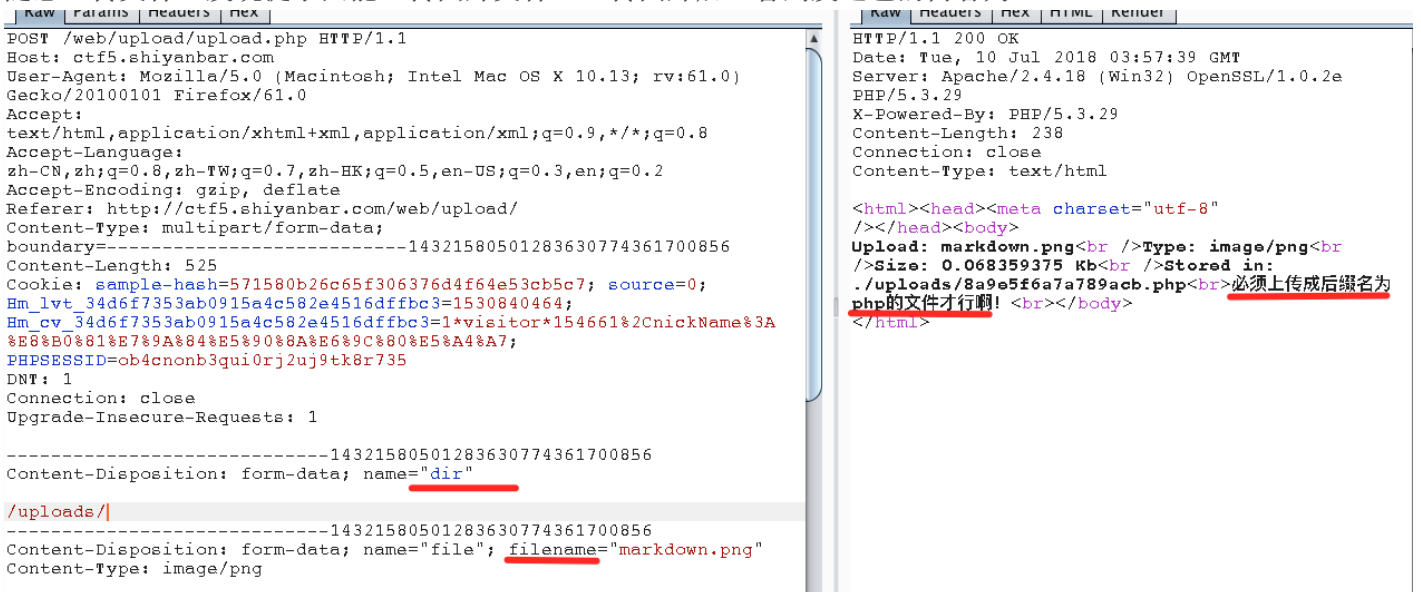 Raw Params Headers Hex
POST /web/upload/upload.php HTTP/1.1
Host: ctf5.shiyanbar.com
User-Agent: Mozilla/5.0 (Macintosh; Intel Mac OS X 10.13; rv:61.0)
Gecko/20100101 Firefox/61.0
Accept:
text/html,application/xhtml+xml,application/xml;q=0.9,*/*;q=0.8
Accept-Language:
zh-CN,zh;q=0.8,zh-TW;q=0.7,zh-HK;q=0.5,en-US;q=0.3,en;q=0.2
Accept-Encoding: gzip, deflate
Referer: http://ctf5.shiyanbar.com/web/upload/
Content-Type: multipart/form-data;
boundary=---------------------------14321580501283630774361700856
Content-Length: 525
Cookie: sample-hash=571580b26c65f306376d4f64e53cb5c7; source=0;
Hm_lvt_34d6f7353ab0915a4c582e4516dffbc3=1530840464;
Hm_cv_34d6f7353ab0915a4c582e4516dffbc3=1*visitor*154661%2CnickName%3A
%E8%B0%81%E7%9A%84%E5%90%8A%E6%9C%80%E5%A4%A7;
PHPSESSID=ob4cnonb3qui0rj2uj9tk8r735
DNT: 1
Connection: close
Upgrade-Insecure-Requests: 1
-----------------------------14321580501283630774361700856
Content-Disposition: form-data; name="dir"
/uploads/
-----------------------------14321580501283630774361700856
Content-Disposition: form-data; name="file"; filename="markdown.png"
Content-Type: image/png
Raw Headers Hex HTML Render
HTTP/1.1 200 OK
Date: Tue, 10 Jul 2018 03:57:39 GMT
Server: Apache/2.4.18 (Win32) OpenSSL/1.0.2e
PHP/5.3.29
X-Powered-By: PHP/5.3.29
Content-Length: 238
Connection: close
Content-Type: text/html
<html><head><meta charset="utf-8"
/></head><body>
Upload: markdown.png<br />Type: image/png<br
/>Size: 0.068359375 Kb<br />Stored in:
./uploads/8a9e5f6a7a789acb.php<br>必须上传成后缀名为
php的文件才行啊! <br></body>
</html>